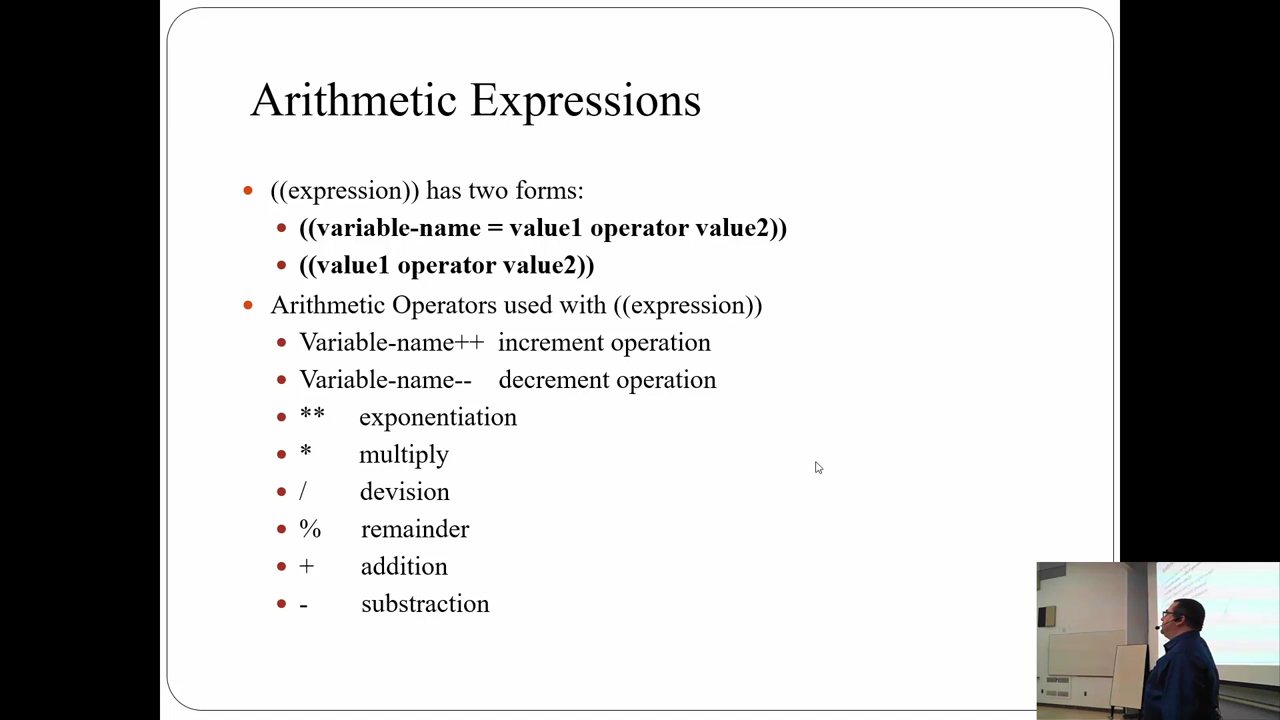 Arithmetic Expressions
((expression)) has two forms:
((variable-name = value1 operator value2))
((value1 operator value2))
Arithmetic Operators used with ((expression))
Variable-name++ increment operation
Variable-name-- decrement operation
** exponentiation
* multiply
/ devision
% remainder
+ addition
- substraction